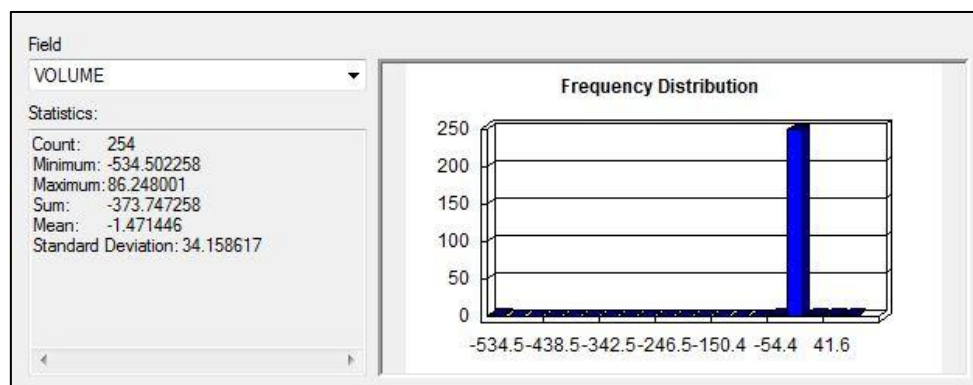 Field
VOLUME
Statistics:
Count: 254
Minimum: -534.502258
Maximum: 86.248001
Sum: -373.747258
Mean: -1.471446
Standard Deviation: 34.158617
Frequency Distribution
250
200
150
100
50
0
-534.5 -438.5 -342.5 -246.5 -150.4 -54.4 41.6